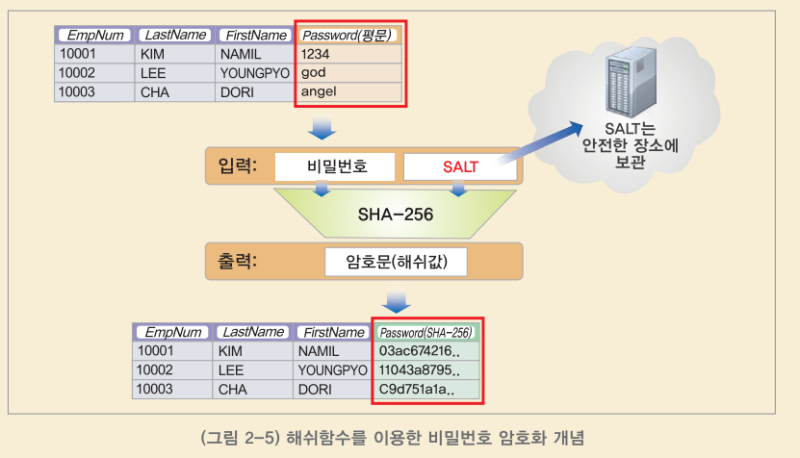 EmpNum LastName FirstName Password(평문)
10001 KIM NAMIL 1234
10002 LEE YOUNGPYO god
10003 CHA DORI angel
SALT는
안전한 장소에
보관
입력: 비밀번호 SALT
SHA-256
출력: 암호문(해쉬값)
EmpNum LastName FirstName Password(SHA-256)
10001 KIM NAMIL 03ac674216..
10002 LEE YOUNGPYO 11043a8795..
10003 CHA DORI C9d751a1a..
(그림 2-5) 해쉬함수를 이용한 비밀번호 암호화 개념